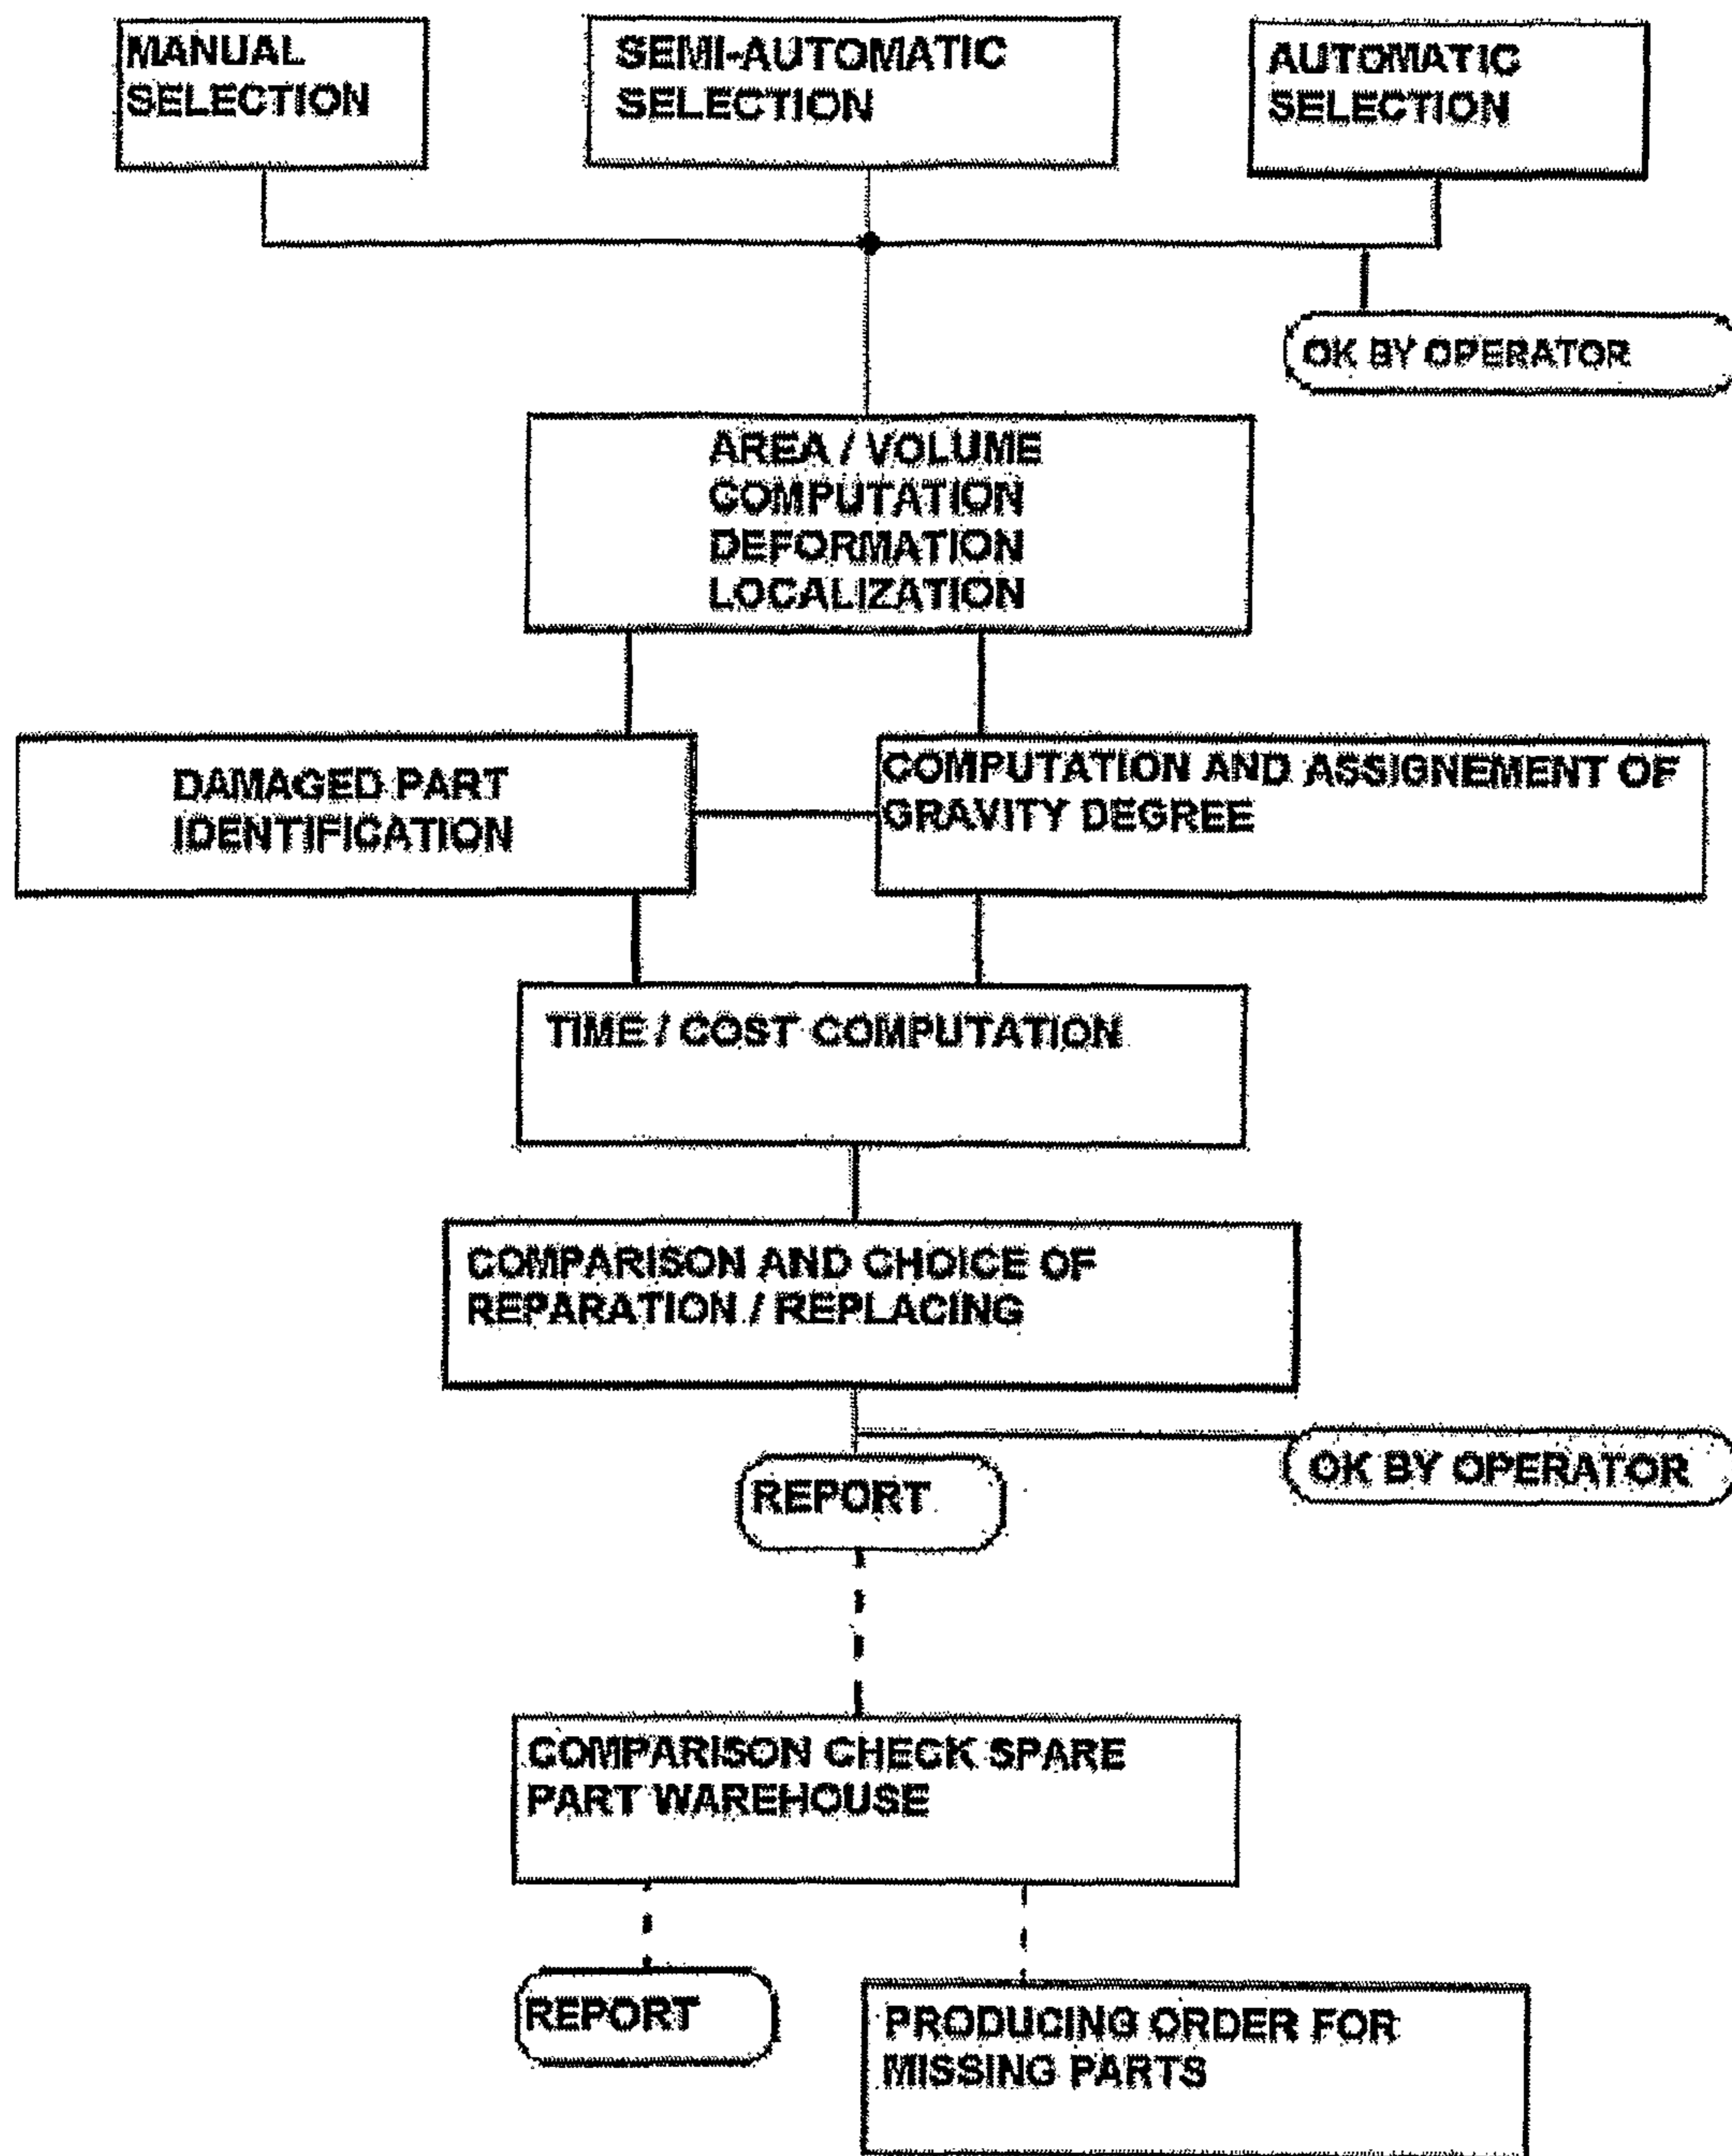 MANUAL
SELECTION
SEMI-AUTOMATIC
SELECTION
AUTOMATIC
SELECTION
OK BY OPERATOR
AREA / VOLUME
COMPUTATION
DEFORMATION
LOCALIZATION
DAMAGED PART
IDENTIFICATION
COMPUTATION AND ASSIGNEMENT OF
GRAVITY DEGREE
TIME / COST COMPUTATION
COMPARISON AND CHOICE OF
REPARATION / REPLACING
OK BY OPERATOR
REPORT
COMPARISON CHECK SPARE
PART WAREHOUSE
REPORT
PRODUCING ORDER FOR
MISSING PARTS